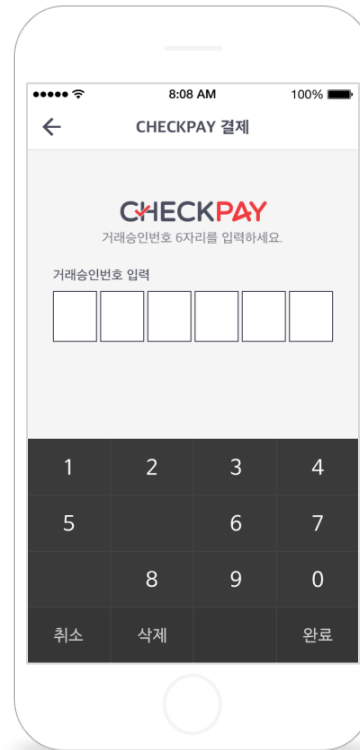 8:08 AM 100%
CHECKPAY 결제
CHECKPAY
거래승인번호 6자리를 입력하세요.
거래승인번호 입력
1 2 3 4
5 6 7
8 9 0
취소 삭제 완료